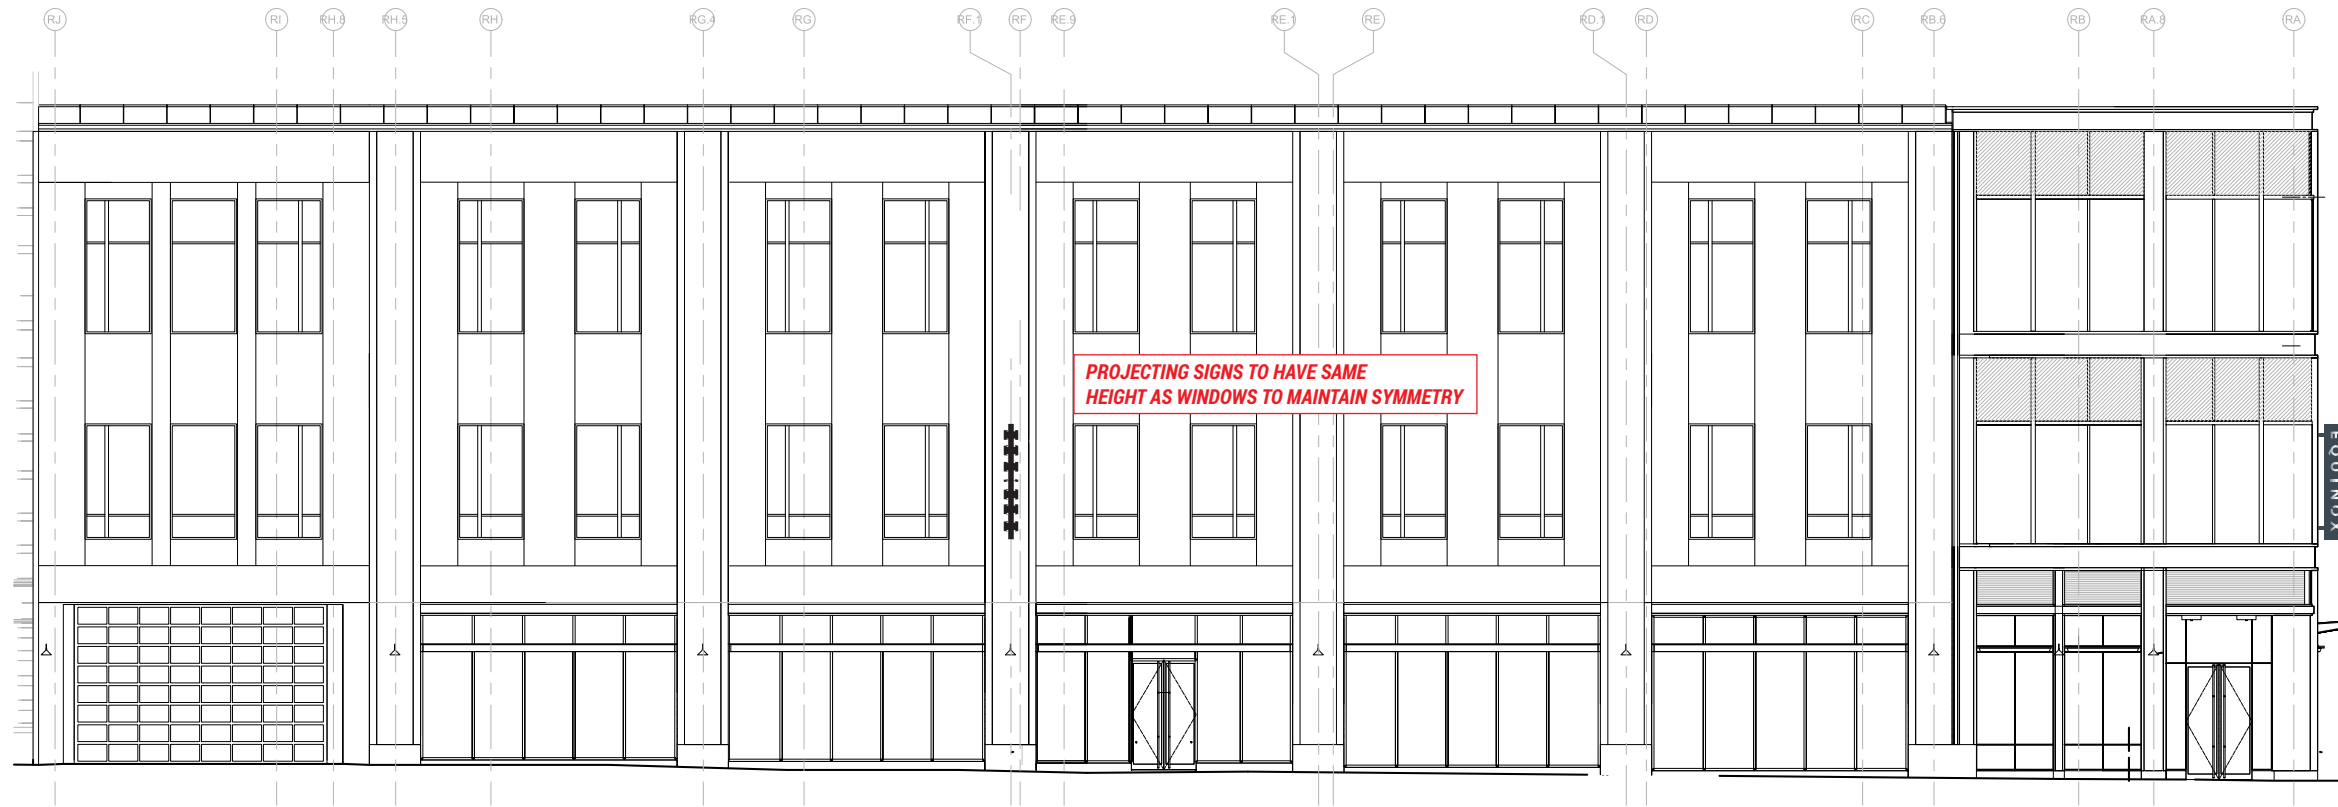 RJ RI RH.8 RH.5 RH RG.4 RG RF.1 RF RE.9 RE.1 RE RD.1 RD RC RB.6 RB RA.8 RA
PROJECTING SIGNS TO HAVE SAME
HEIGHT AS WINDOWS TO MAINTAIN SYMMETRY
EQUINOX